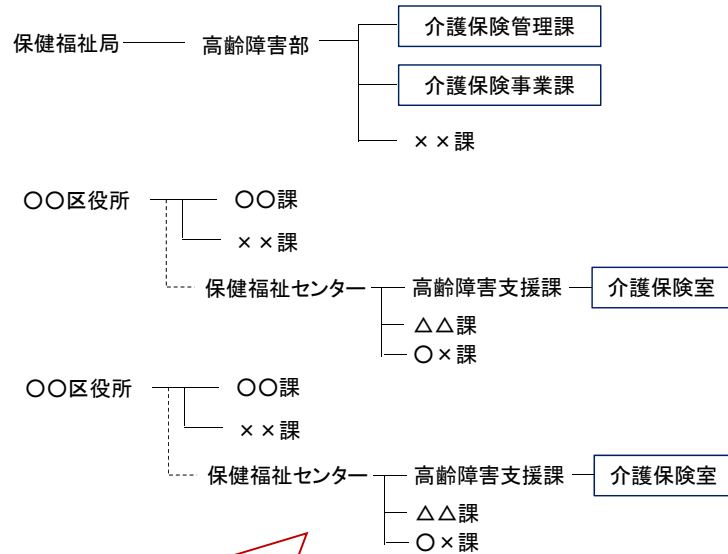 保健福祉局 高齢障害部 介護保険管理課
介護保険事業課
××課
〇〇区役所 〇〇課
××課
保健福祉センター 高齢障害支援課 介護保険室
△△課
〇×課
〇〇区役所 〇〇課
××課
保健福祉センター 高齢障害支援課 介護保険室
△△課
〇×課